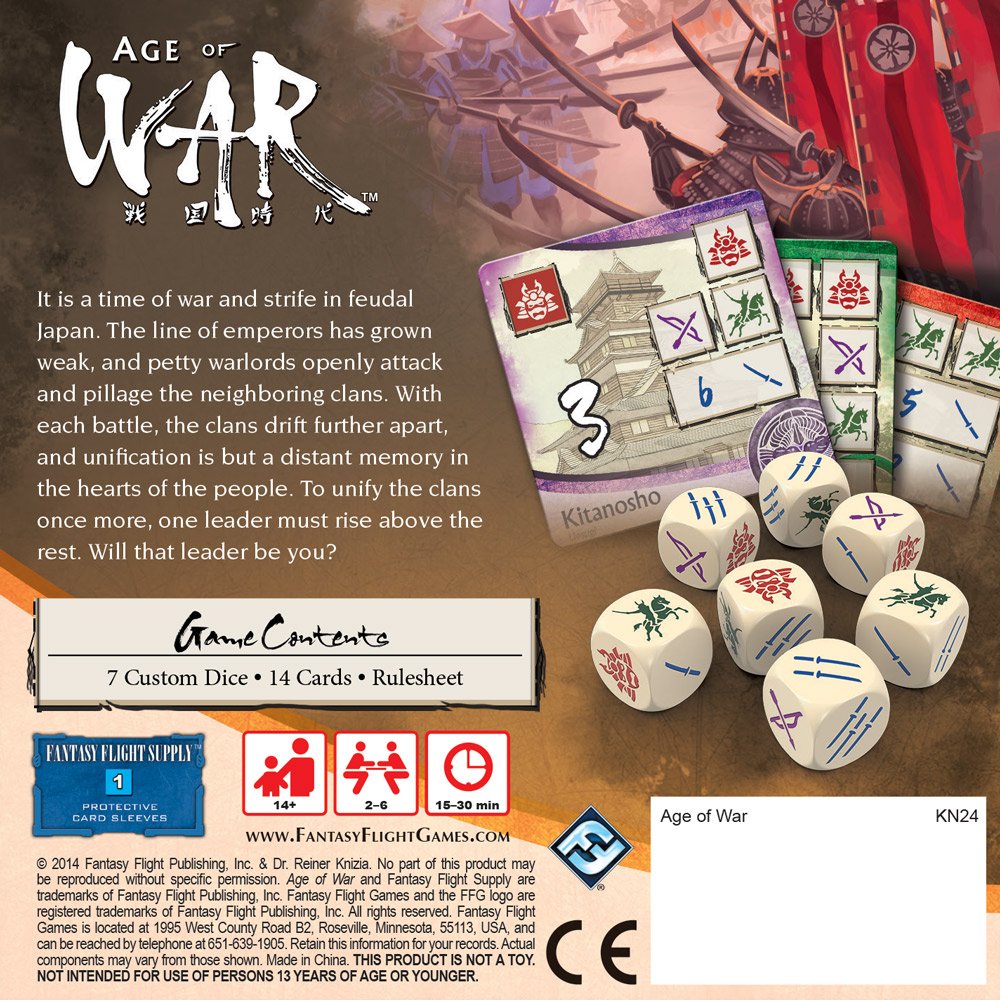 AGE OF
WAR™
戦国時代
It is a time of war and strife in feudal
Japan. The line of emperors has grown
weak, and petty warlords openly attack
and pillage the neighboring clans. With
each battle, the clans drift further apart,
and unification is but a distant memory in
the hearts of the people. To unify the clans
once more, one leader must rise above the
rest. Will that leader be you?
3
6
5
Kitanosho
Game Contents
7 Custom Dice • 14 Cards • Rulesheet
FANTASY FLIGHT SUPPLY™
1
PROTECTIVE
CARD SLEEVES
14+
2–6
15–30 min
WWW.FANTASYFLIGHTGAMES.COM
© 2014 Fantasy Flight Publishing, Inc. & Dr. Reiner Knizia. No part of this product may
be reproduced without specific permission. Age of War and Fantasy Flight Supply are
trademarks of Fantasy Flight Publishing, Inc. Fantasy Flight Games and the FFG logo are
registered trademarks of Fantasy Flight Publishing, Inc. All rights reserved. Fantasy Flight
Games is located at 1995 West County Road B2, Roseville, Minnesota, 55113, USA, and
can be reached by telephone at 651-639-1905. Retain this information for your records. Actual
components may vary from those shown. Made in China. THIS PRODUCT IS NOT A TOY.
NOT INTENDED FOR USE OF PERSONS 13 YEARS OF AGE OR YOUNGER.
®
CE
Age of War KN24